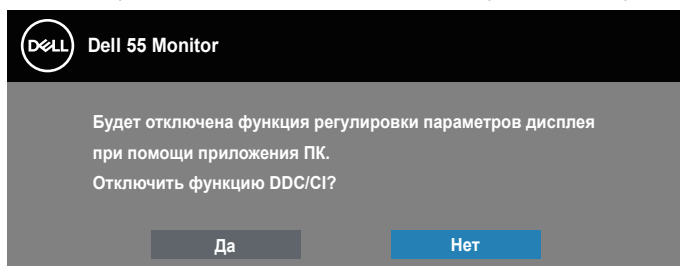 DELL Dell 55 Monitor
Будет отключена функция регулировки параметров дисплея
при помощи приложения ПК.
Отключить функцию DDC/CI?
Да Нет